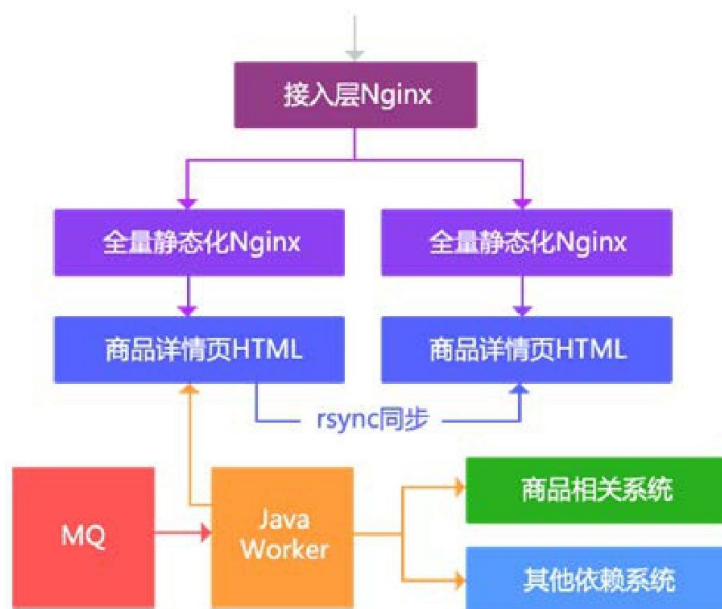 接入层Nginx
全量静态化Nginx
全量静态化Nginx
商品详情页HTML
商品详情页HTML
rsync同步
MQ
Java
Worker
商品相关系统
其他依赖系统